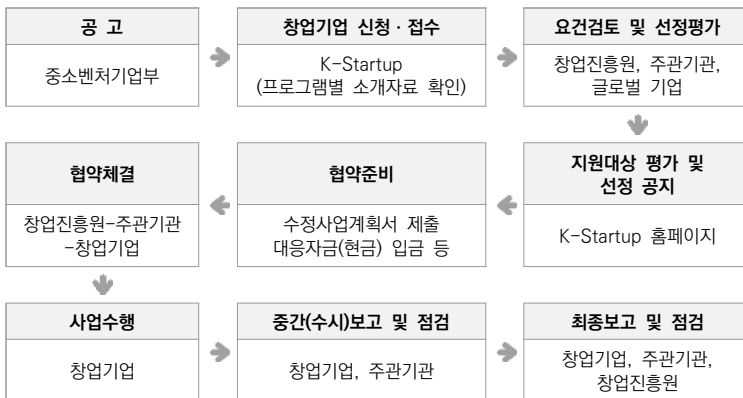 공 고
중소벤처기업부
창업기업 신청·접수
K-Startup
(프로그램별 소개자료 확인)
요건검토 및 선정평가
창업진흥원, 주관기관,
글로벌 기업
지원대상 평가 및
선정 공지
K-Startup 홈페이지
협약준비
수정사업계획서 제출
대응자금(현금) 입금 등
협약체결
창업진흥원-주관기관
-창업기업
사업수행
창업기업
중간(수시)보고 및 점검
창업기업, 주관기관
최종보고 및 점검
창업기업, 주관기관,
창업진흥원